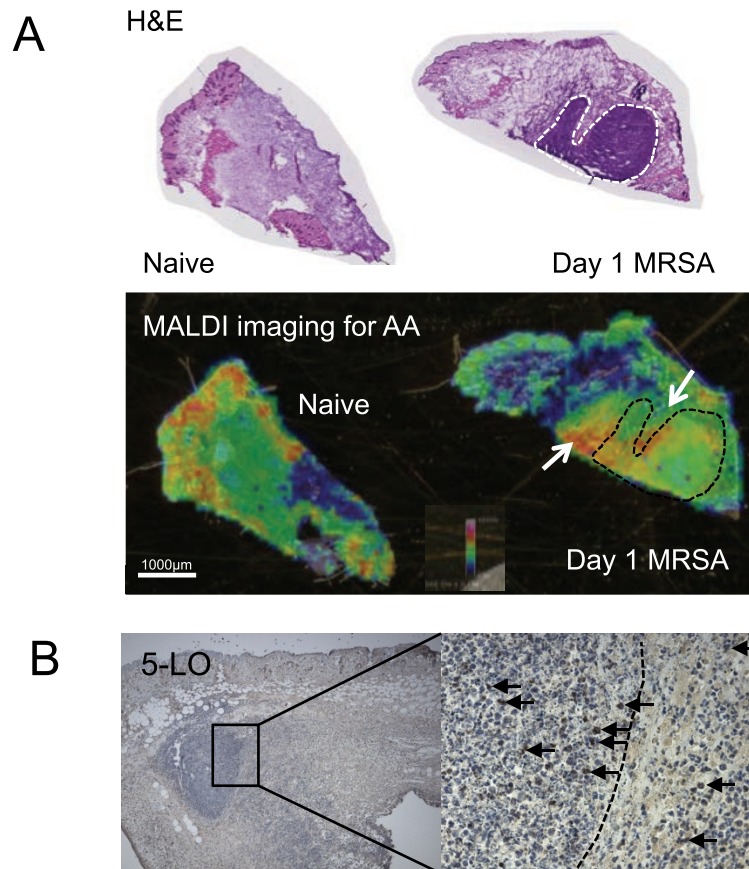 A
H&E
Naive
Day 1 MRSA
MALDI imaging for AA
Naive
1000µm
Day 1 MRSA
B
5-LO